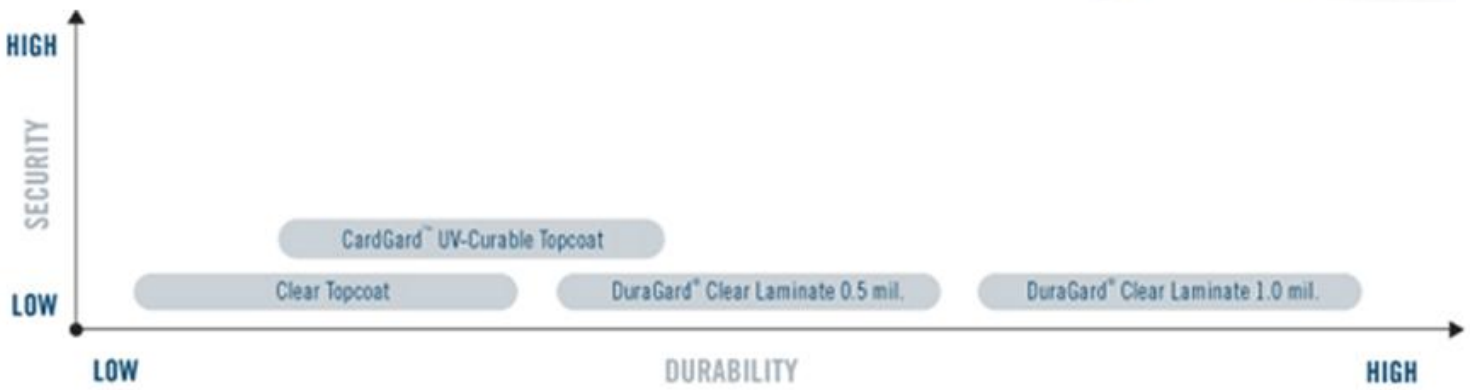 HIGH
SECURITY
CardGard™ UV-Curable Topcoat
Clear Topcoat
DuraGard® Clear Laminate 0.5 mil.
DuraGard® Clear Laminate 1.0 mil.
LOW
LOW
DURABILITY
HIGH